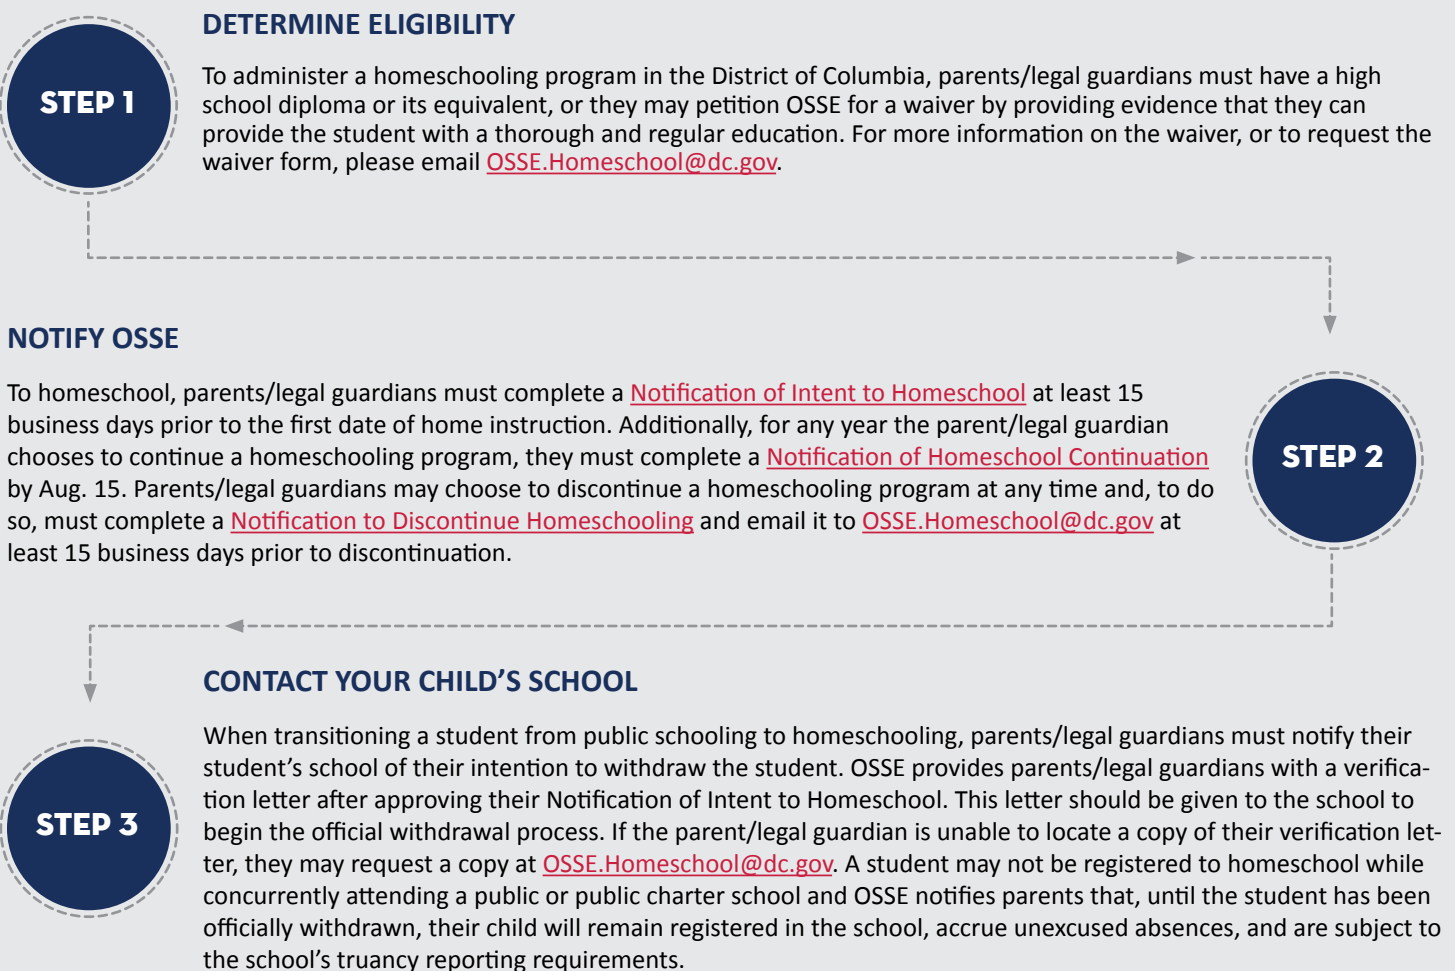 DETERMINE ELIGIBILITY
STEP 1
To administer a homeschooling program in the District of Columbia, parents/legal guardians must have a high
school diploma or its equivalent, or they may petition OSSE for a waiver by providing evidence that they can
provide the student with a thorough and regular education. For more information on the waiver, or to request the
waiver form, please email OSSE.Homeschool@dc.gov.
NOTIFY OSSE
To homeschool, parents/legal guardians must complete a Notification of Intent to Homeschool at least 15
business days prior to the first date of home instruction. Additionally, for any year the parent/legal guardian
chooses to continue a homeschooling program, they must complete a Notification of Homeschool Continuation
by Aug. 15. Parents/legal guardians may choose to discontinue a homeschooling program at any time and, to do
so, must complete a Notification to Discontinue Homeschooling and email it to OSSE.Homeschool@dc.gov at
least 15 business days prior to discontinuation.
STEP 2
CONTACT YOUR CHILD’S SCHOOL
STEP 3
When transitioning a student from public schooling to homeschooling, parents/legal guardians must notify their
student’s school of their intention to withdraw the student. OSSE provides parents/legal guardians with a verifica-
tion letter after approving their Notification of Intent to Homeschool. This letter should be given to the school to
begin the official withdrawal process. If the parent/legal guardian is unable to locate a copy of their verification let-
ter, they may request a copy at OSSE.Homeschool@dc.gov. A student may not be registered to homeschool while
concurrently attending a public or public charter school and OSSE notifies parents that, until the student has been
officially withdrawn, their child will remain registered in the school, accrue unexcused absences, and are subject to
the school’s truancy reporting requirements.